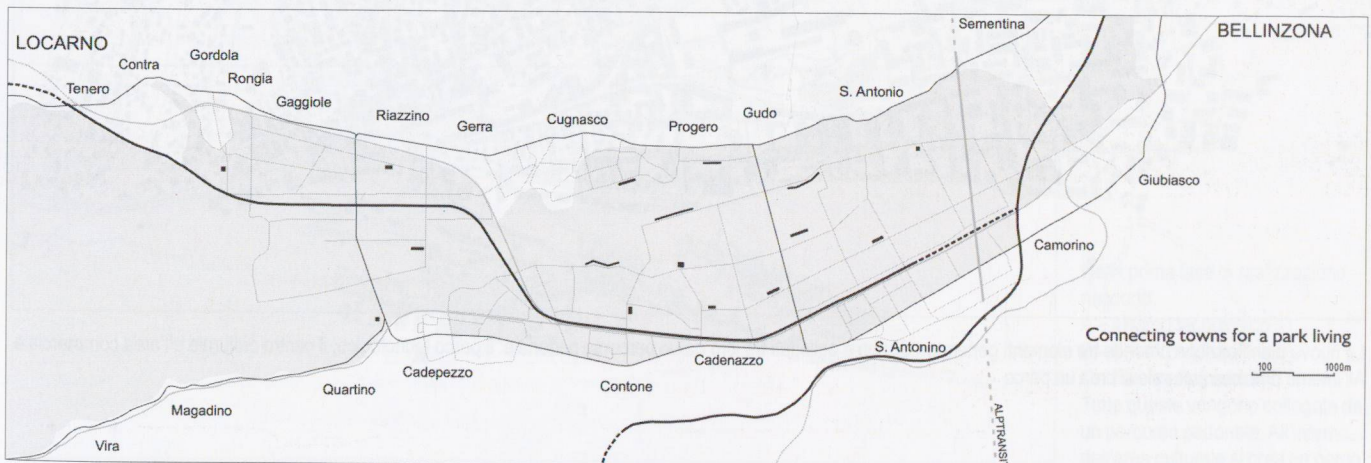 LOCARNO
Contra
Gordola
Tenero
Rongia
Gaggiole
Riazzino
Gerra
Cugnasco
Progero
Gudo
S. Antonio
Sementina
BELLINZONA
Giubiasco
Camorino
Connecting towns for a park living
100 1000m
S. Antonino
Cadenazzo
Contone
Cadepezzo
Quartino
Magadino
Vira
ALPTRANSIT